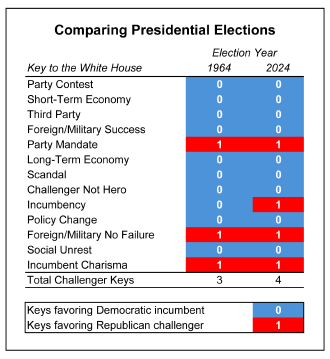 Comparing Presidential Elections
Election Year
Key to the White House 1964 2024
Party Contest 0 0
Short-Term Economy 0 0
Third Party 0 0
Foreign/Military Success 0 0
Party Mandate 1 1
Long-Term Economy 0 0
Scandal 0 0
Challenger Not Hero 0 0
Incumbency 0 1
Policy Change 0 0
Foreign/Military No Failure 1 1
Social Unrest 0 0
Incumbent Charisma 1 1
Total Challenger Keys 3 4
Keys favoring Democratic incumbent 0
Keys favoring Republican challenger 1